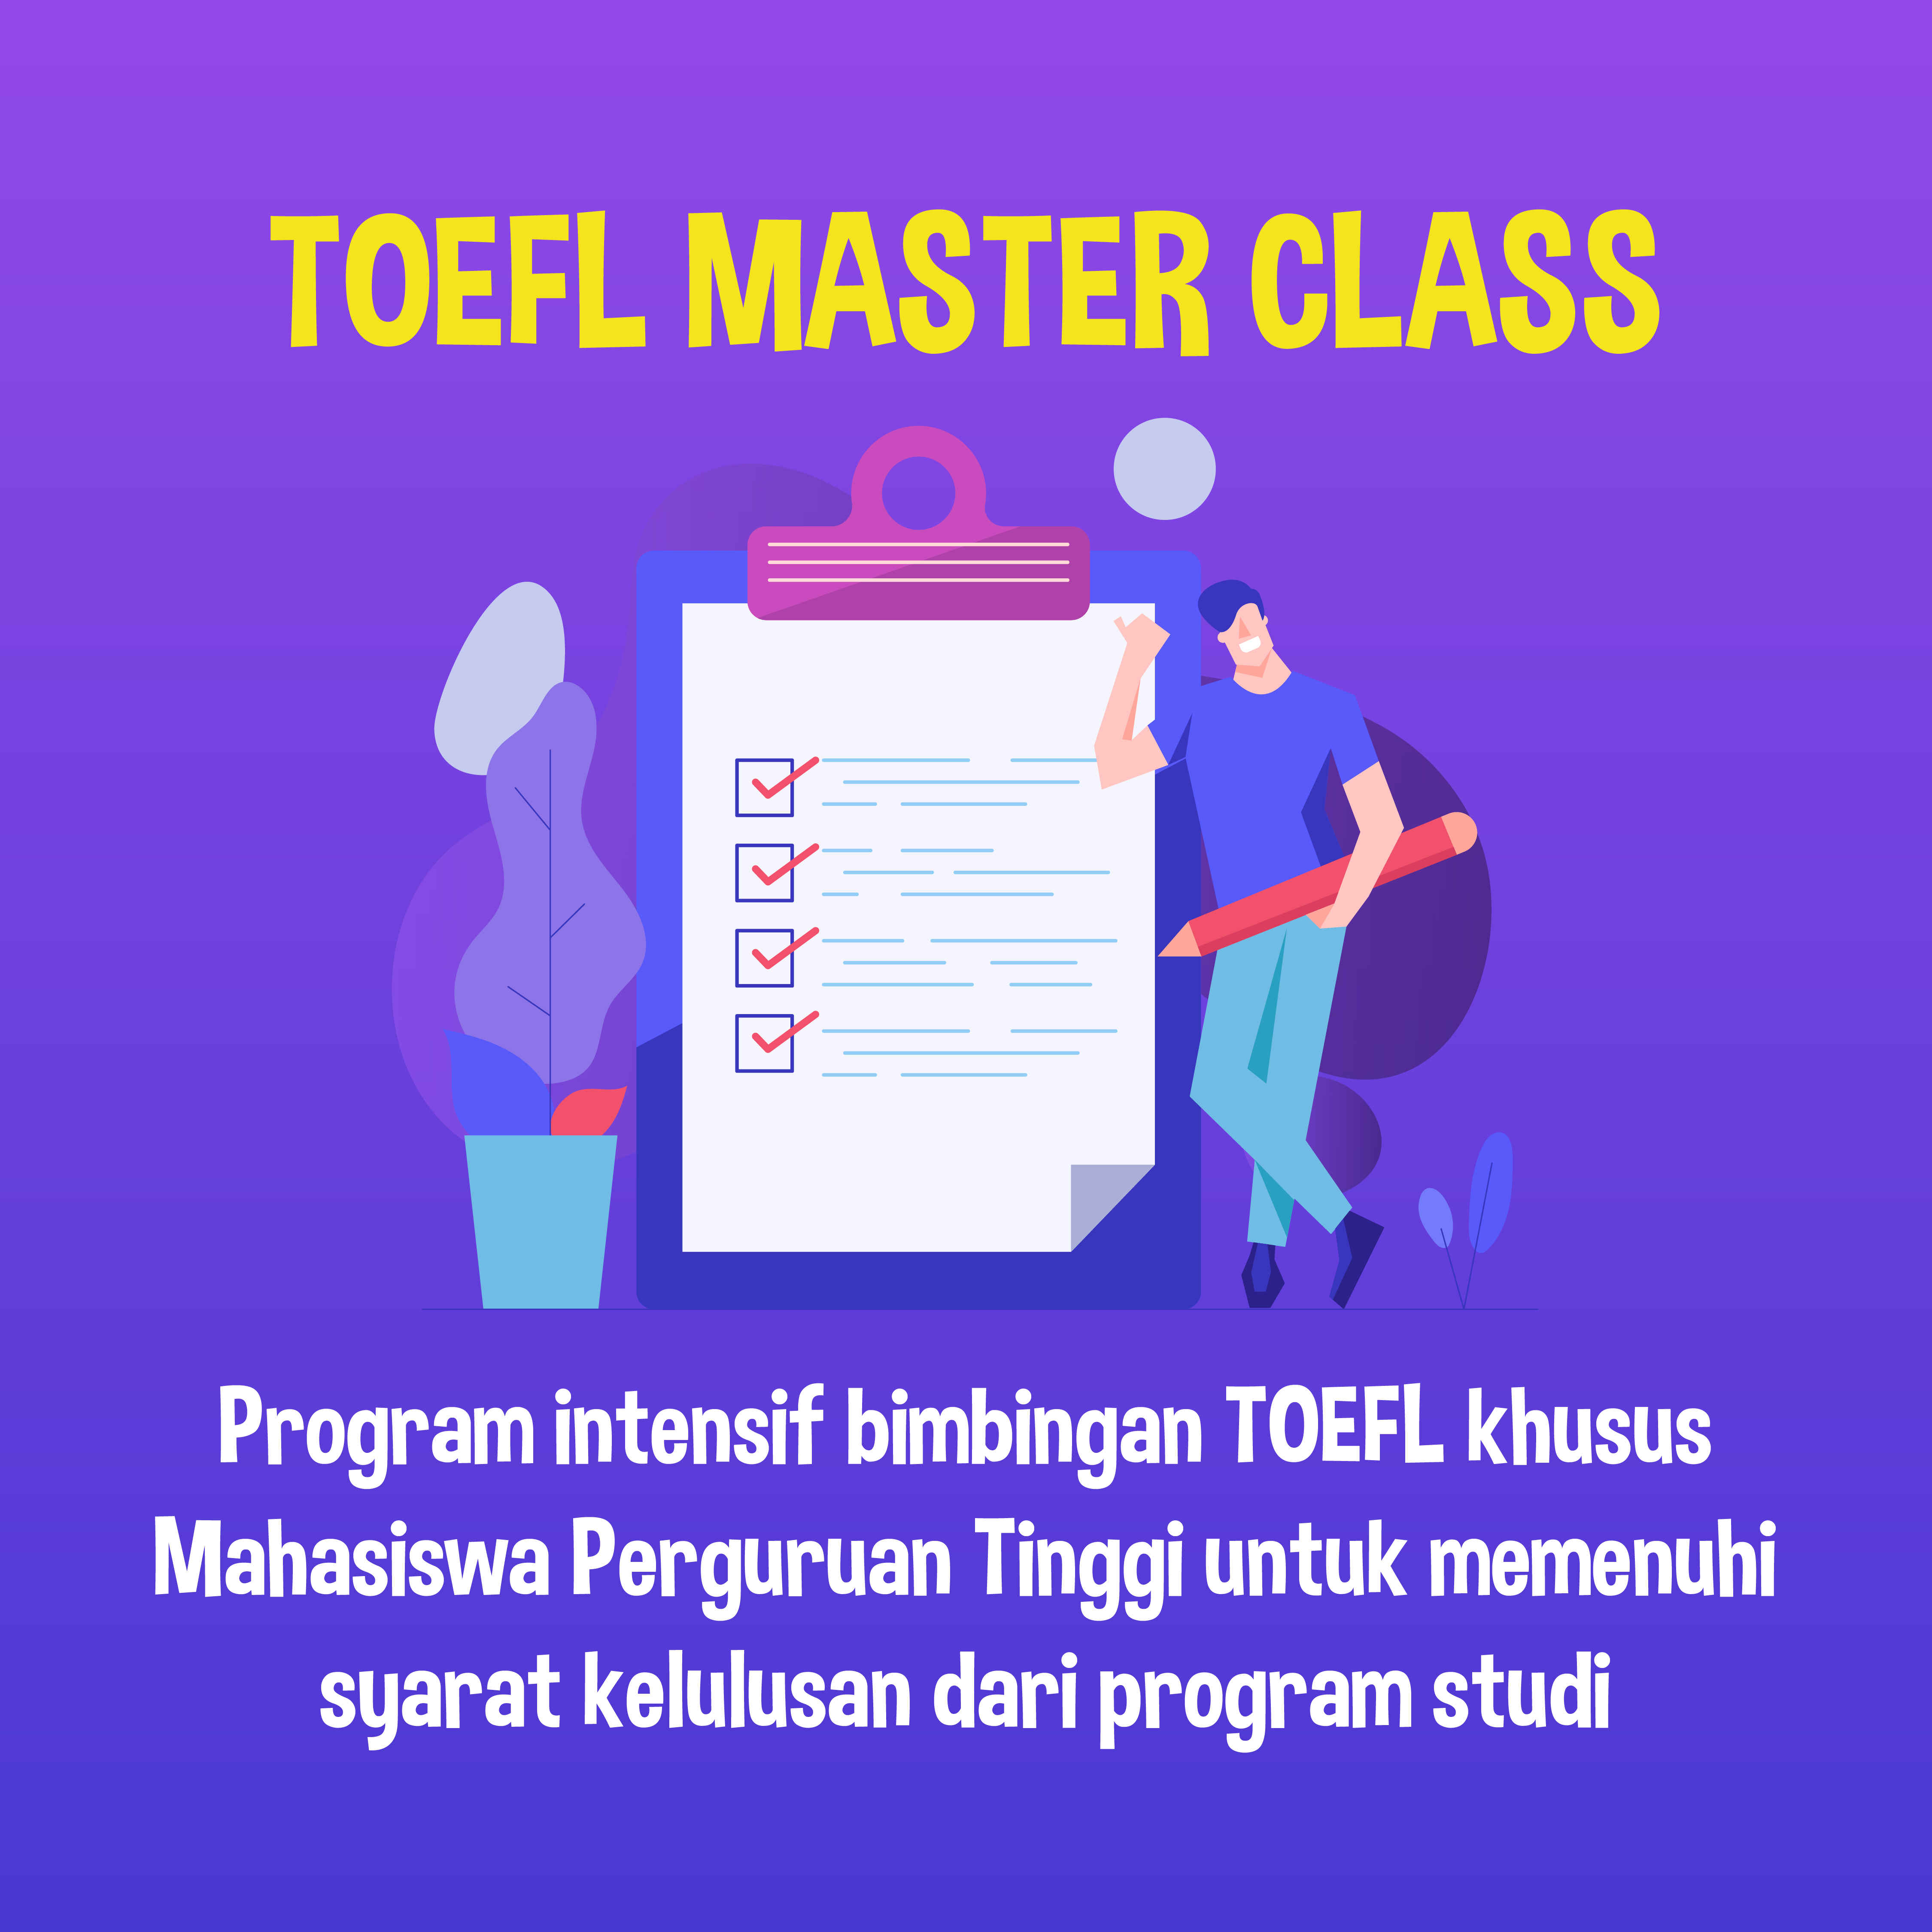 TOEFL MASTER CLASS
Program intensif bimbingan TOEFL khusus
Mahasiswa Perguruan Tinggi untuk memenuhi
syarat kelulusan dari program studi